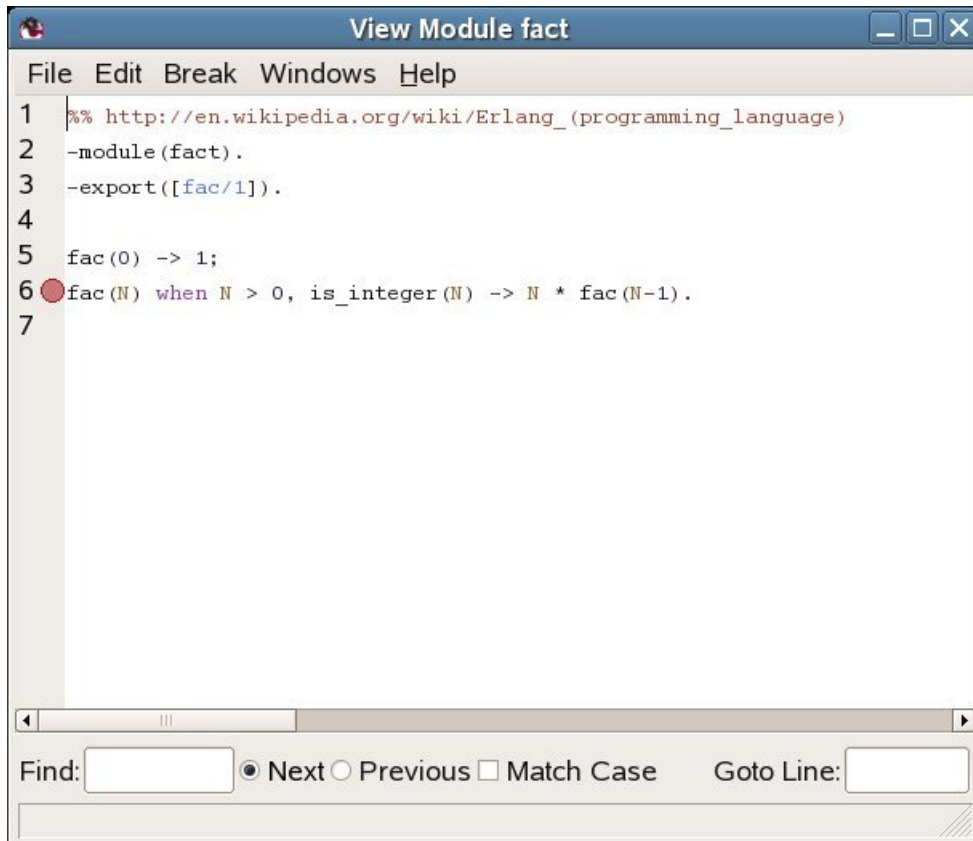 View Module fact
File Edit Break Windows Help
1 %% http://en.wikipedia.org/wiki/Erlang_(programming_language)
2 -module(fact).
3 -export([fac/1]).
4
5 fac(0) -> 1;
6 fac(N) when N > 0, is_integer(N) -> N * fac(N-1).
7
Find: Next Previous Match Case Goto Line: